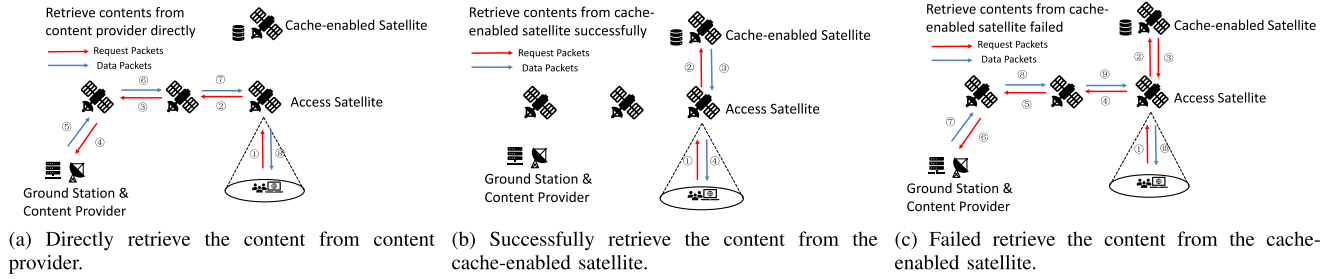 Retrieve contents from
content provider directly
Request Packets
Data Packets
Cache-enabled Satellite
⑥
⑦
③
②
Access Satellite
⑤
④
①
Ground Station &
Content Provider
(a) Directly retrieve the content from content
provider.
Retrieve contents from cache-
enabled satellite successfully
Request Packets
Data Packets
Cache-enabled Satellite
②
③
Access Satellite
①
④
Ground Station &
Content Provider
(b) Successfully retrieve the content from the
cache-enabled satellite.
Retrieve contents from cache-
enabled satellite failed
Request Packets
Data Packets
Cache-enabled Satellite
②
③
⑧
⑨
⑤
④
Access Satellite
⑦
⑥
①
⑩
Ground Station &
Content Provider
(c) Failed retrieve the content from the cache-
enabled satellite.